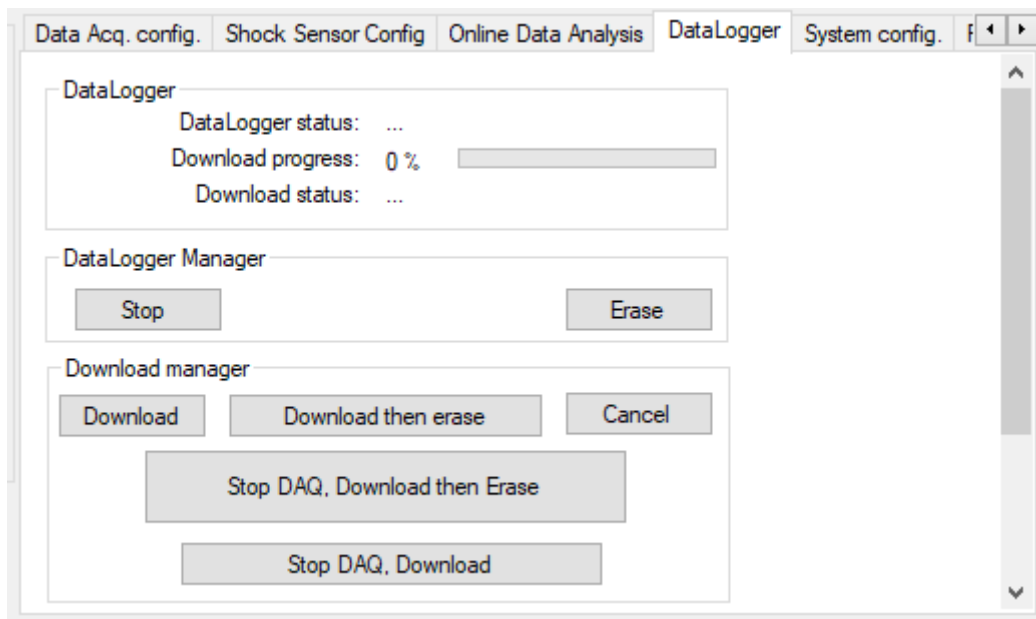 Data Acq. config. Shock Sensor Config Online Data Analysis DataLogger System config.
DataLogger
DataLogger status: ...
Download progress: 0 %
Download status: ...
DataLogger Manager
Stop Erase
Download manager
Download Download then erase Cancel
Stop DAQ, Download then Erase
Stop DAQ, Download